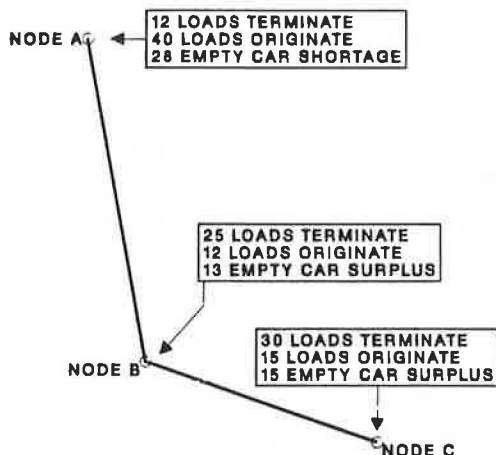 12 LOADS TERMINATE
NODE A
40 LOADS ORIGINATE
28 EMPTY CAR SHORTAGE
25 LOADS TERMINATE
12 LOADS ORIGINATE
13 EMPTY CAR SURPLUS
30 LOADS TERMINATE
15 LOADS ORIGINATE
15 EMPTY CAR SURPLUS
NODE B
NODE C